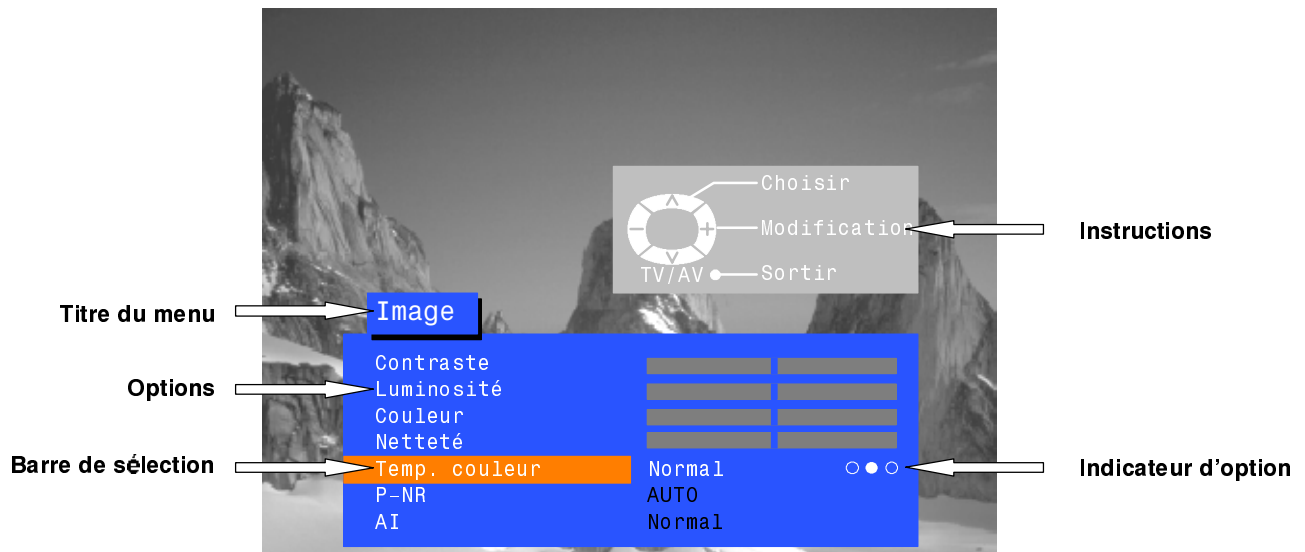 Choisir
Modification
Instructions
TV/AV Sortir
Titre du menu
Image
Contraste
Options
Luminosité
Couleur
Netteté
Barre de sélection
Temp. couleur Normal
Indicateur d'option
P-NR AUTO
AI Normal